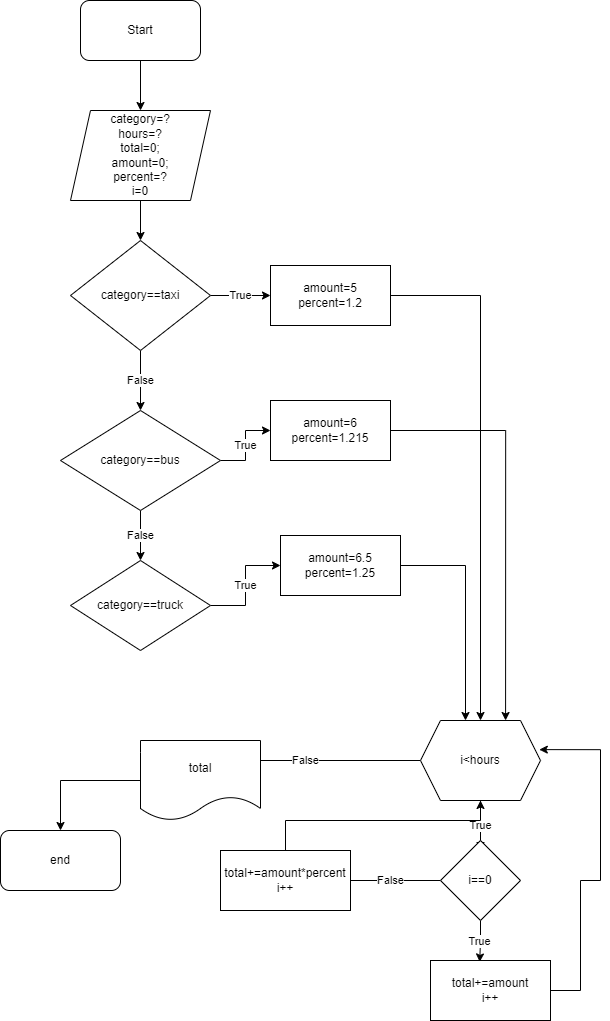 Start
category=?
hours=?
total=0;
amount=0;
percent=?
i=0
category==taxi
True
amount=5
percent=1.2
False
category==bus
True
amount=6
percent=1.215
False
category==truck
True
amount=6.5
percent=1.25
total
False
i<hours
True
end
total+=amount*percent
i++
False
i==0
True
total+=amount
i++